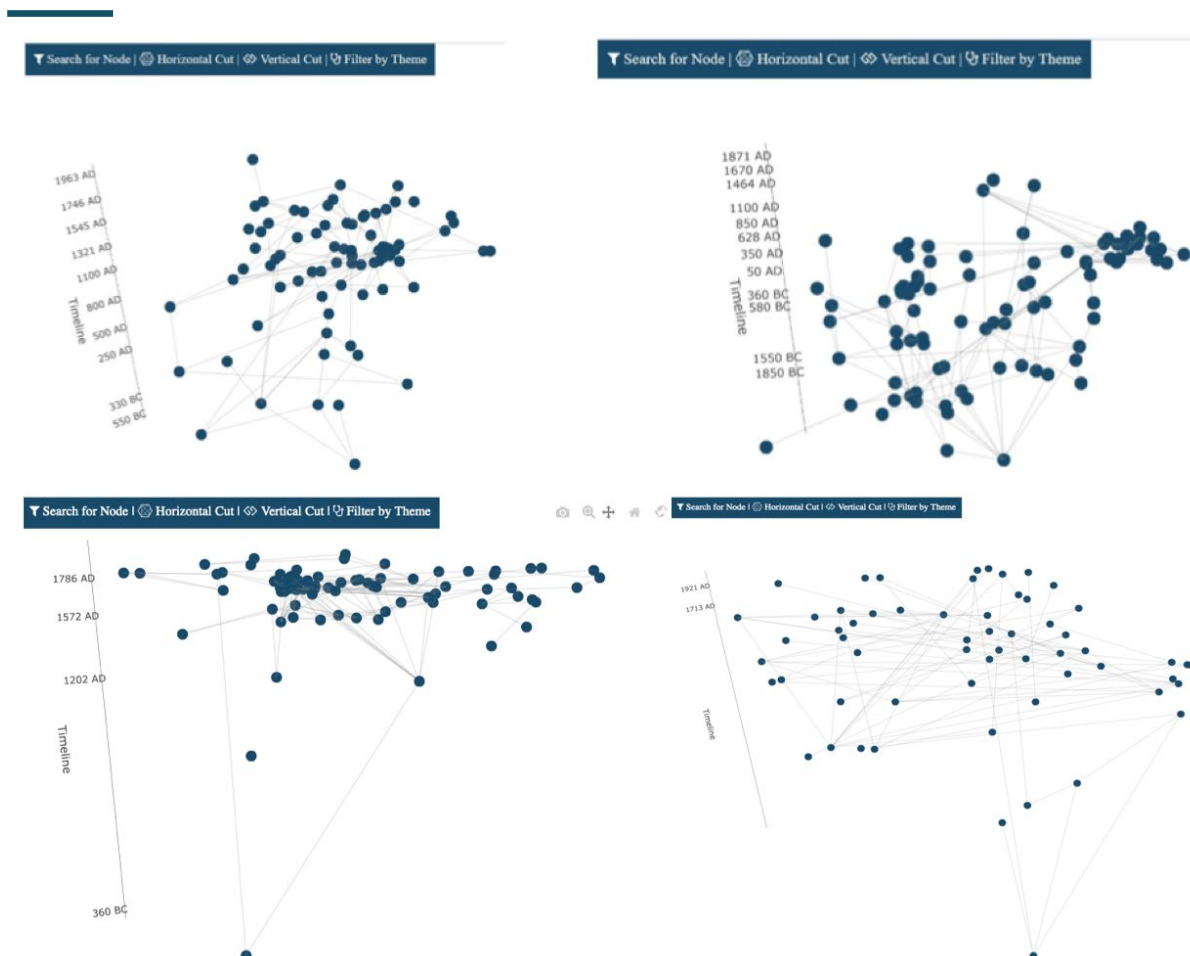 Search for Node | Horizontal Cut | Vertical Cut | Filter by Theme
1963 AD
1746 AD
1545 AD
1321 AD
1100 AD
800 AD
500 AD
250 AD
330 BC
550 BC
Timeline
Search for Node | Horizontal Cut | Vertical Cut | Filter by Theme
1871 AD
1670 AD
1464 AD
1100 AD
850 AD
628 AD
350 AD
50 AD
360 BC
580 BC
1550 BC
1850 BC
Timeline
Search for Node | Horizontal Cut | Vertical Cut | Filter by Theme
1786 AD
1572 AD
1202 AD
360 BC
Timeline
Search for Node | Horizontal Cut | Vertical Cut | Filter by Theme
1921 AD
1713 AD
Timeline